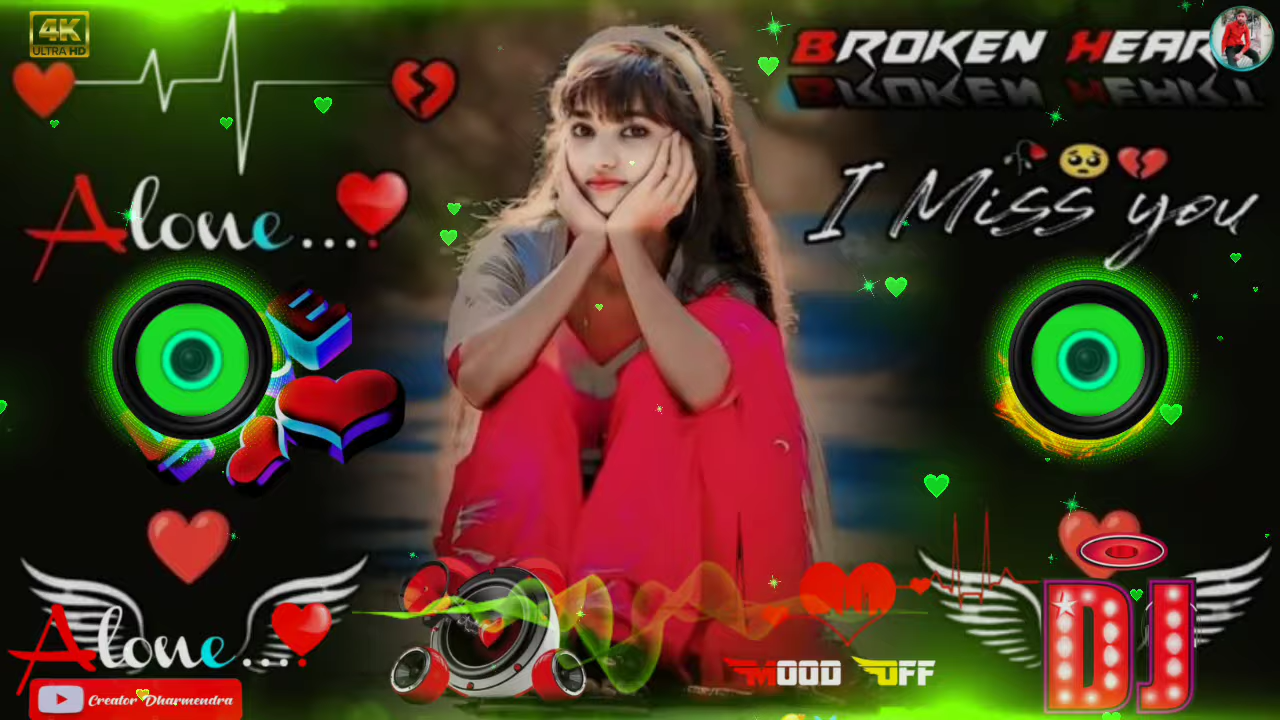 4K
ULTRA HD
BROKEN HEAR
Alone...
I Miss you
E
Alone...
MOOD OFF
DJ
Creator Dharmendra